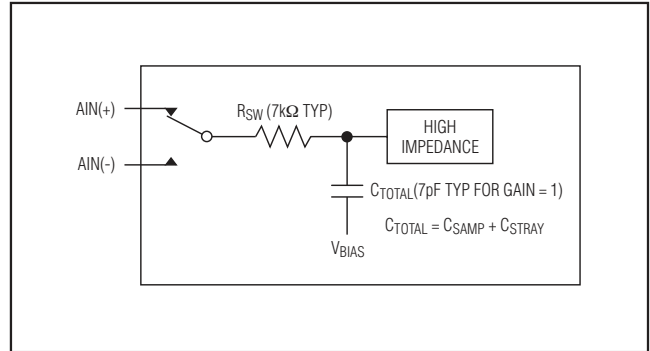 AIN(+)
AIN(-)
RSW (7kΩ TYP)
HIGH
IMPEDANCE
CTOTAL(7pF TYP FOR GAIN = 1)
CTOTAL = CSAMP + CSTRAY
VBIAS